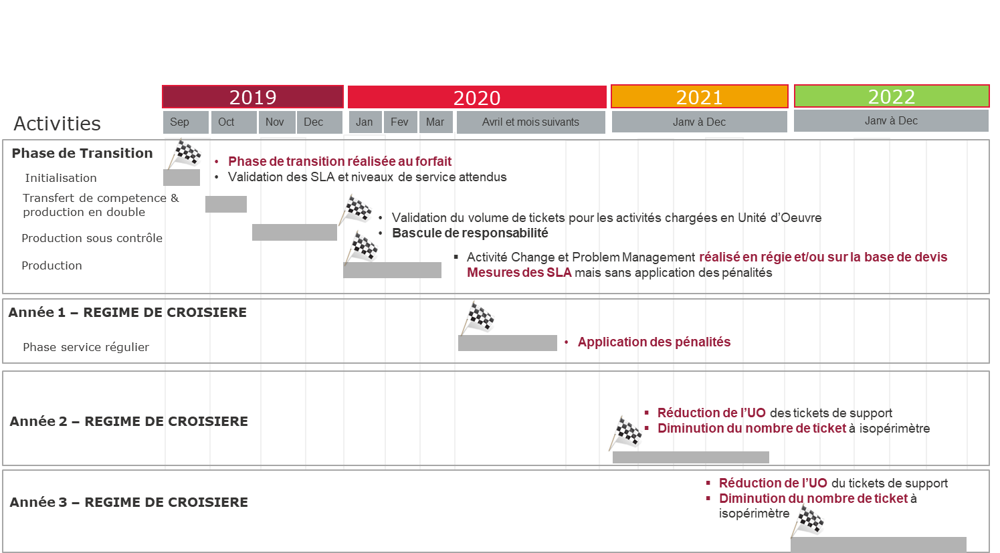 2019
2020
2021
2022
Activities
Sep
Oct
Nov
Dec
Jan
Fev
Mar
Avril et mois suivants
Janv à Dec
Janv à Dec
Phase de Transition
• Phase de transition réalisée au forfait
Initialisation
• Validation des SLA et niveaux de service attendus
Transfert de competence &
production en double
• Validation du volume de tickets pour les activités chargées en Unité d’Oeuvre
Production sous contrôle
• Bascule de responsabilité
Production
▪ Activité Change et Problem Management réalisé en régie et/ou sur la base de devis
Mesures des SLA mais sans application des pénalités
Année 1 – REGIME DE CROISIERE
Phase service régulier
• Application des pénalités
Année 2 – REGIME DE CROISIERE
▪ Réduction de l’UO des tickets de support
▪ Diminution du nombre de ticket à isopérimètre
Année 3 – REGIME DE CROISIERE
▪ Réduction de l’UO du tickets de support
▪ Diminution du nombre de ticket à
isopérimètre